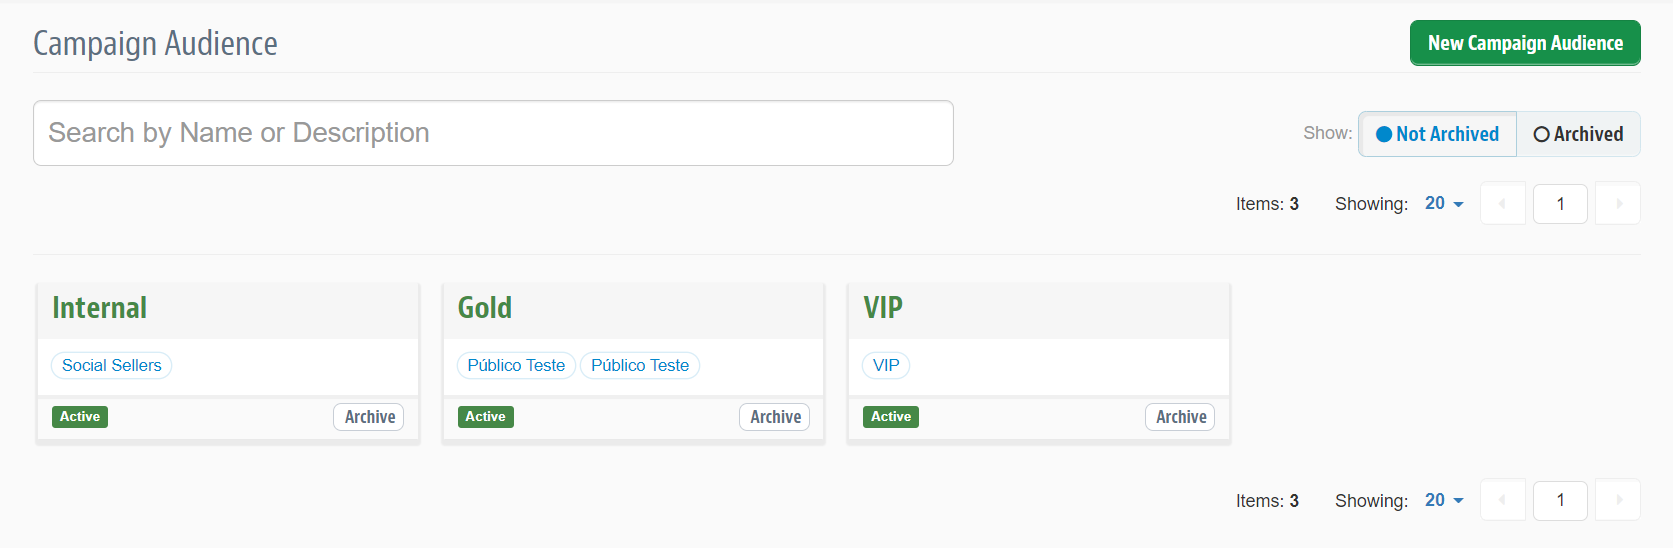 Campaign Audience
New Campaign Audience
Search by Name or Description
Show: Not Archived Archived
Items: 3 Showing: 20 1
Internal
Social Sellers
Active Archive
Gold
Público Teste Público Teste
Active Archive
VIP
VIP
Active Archive
Items: 3 Showing: 20 1